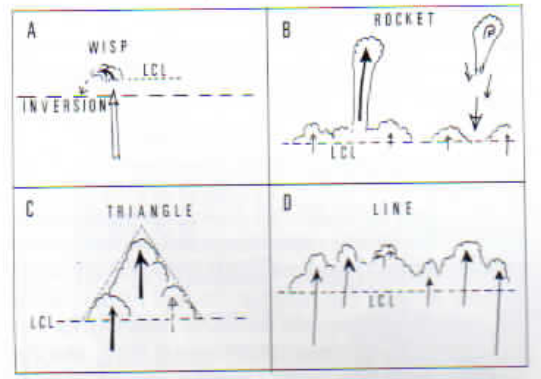 A
WISP
LCL
INVERSION
B
ROCKET
LCL
C
TRIANGLE
LCL
D
LINE
LCL